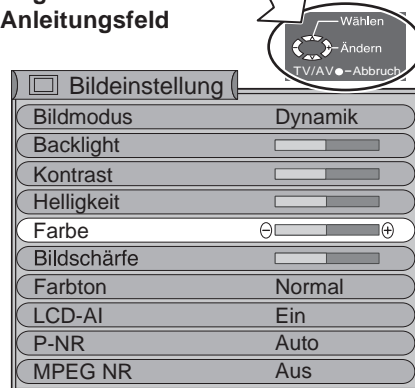 Anleitungsfeld
Wählen
Ändern
TV/AV●–Abbruch
Bildeinstellung
Bildmodus Dynamik
Backlight
Kontrast
Helligkeit
Farbe
Bildschärfe
Farbton Normal
LCD-AI Ein
P-NR Auto
MPEG NR Aus